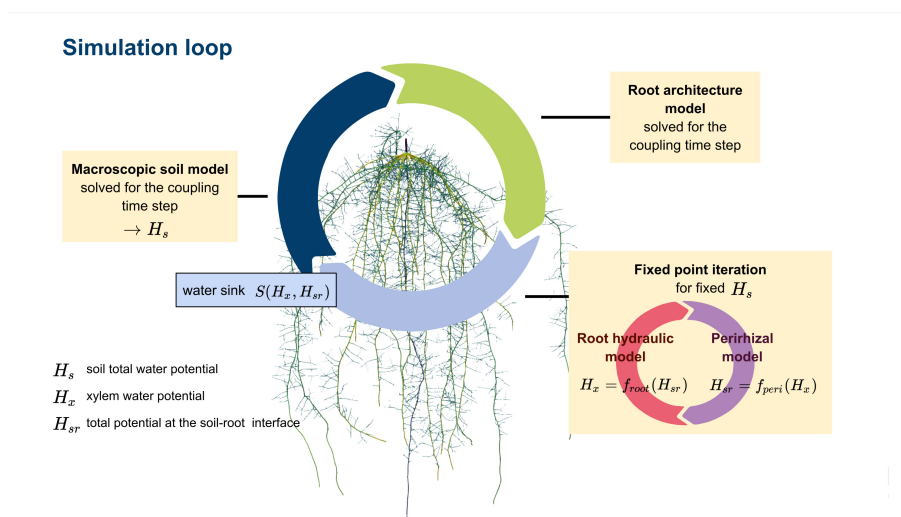 Simulation loop
Root architecture
model
solved for the
coupling time step
Macroscopic soil model
solved for the coupling
time step
→ H_s
water sink S(H_x, H_sr)
Fixed point iteration
for fixed H_s
Root hydraulic
model
H_x = f_root(H_sr)
Perirhizal
model
H_sr = f_peri(H_x)
H_s soil total water potential
H_x xylem water potential
H_sr total potential at the soil-root interface